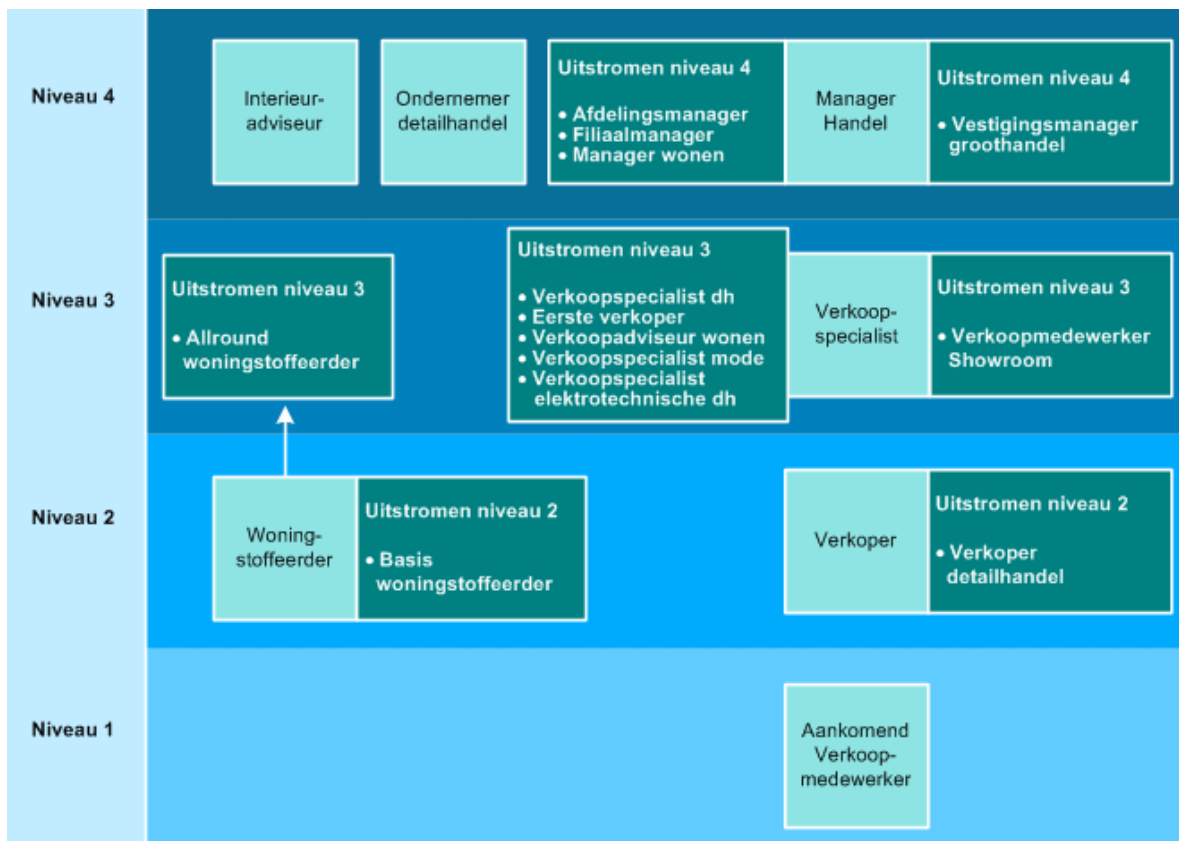 Niveau 4
Interieur-
adviseur
Ondernemer
detailhandel
Uitstromen niveau 4
• Afdelingsmanager
• Filiaalmanager
• Manager wonen
Manager
Handel
Uitstromen niveau 4
• Vestigingsmanager
groothandel
Niveau 3
Uitstromen niveau 3
• Allround
woningstoffeerder
Uitstromen niveau 3
• Verkoopspecialist dh
• Eerste verkoper
• Verkoopadviseur wonen
• Verkoopspecialist mode
• Verkoopspecialist
elektrotechnische dh
Verkoop-
specialist
Uitstromen niveau 3
• Verkoopmedewerker
Showroom
Niveau 2
Woning-
stoffeerder
Uitstromen niveau 2
• Basis
woningstoffeerder
Verkoper
Uitstromen niveau 2
• Verkoper
detailhandel
Niveau 1
Aankomend
Verkoop-
medewerker